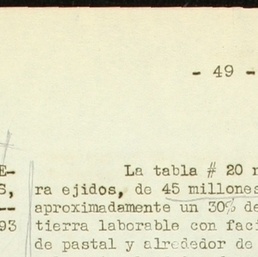 - 49 -
La tabla # 20
E-
S, ra ejidos, de 45 millones
-- aproximadamente un 30% de
93 tierra laborable con faci
de pastal y alrededor de